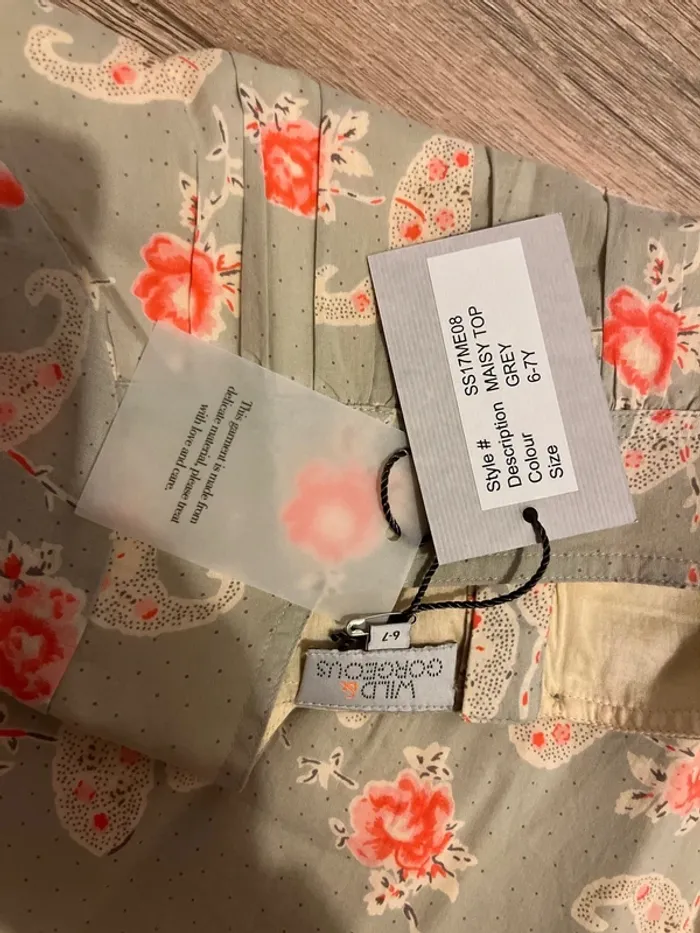 Style # SS17ME08
Description MAISY TOP
Colour GREY
Size 6-7Y
This garment is made from
delicate material, please treat
with love and care.
6-7
WILD &
GORGEOUS